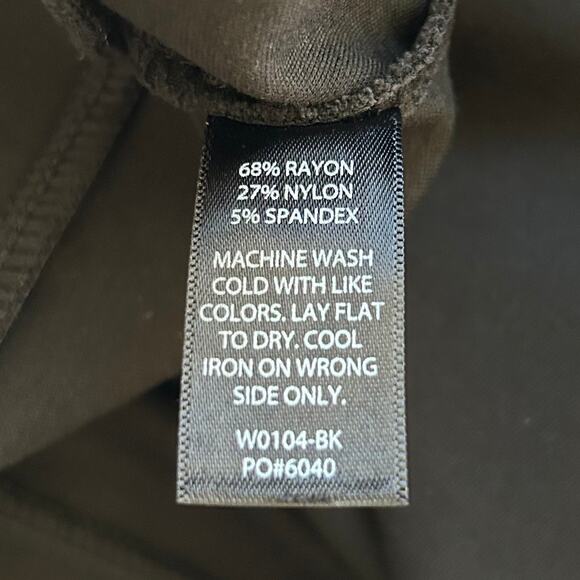 68% RAYON
27% NYLON
5% SPANDEX
MACHINE WASH
COLD WITH LIKE
COLORS. LAY FLAT
TO DRY. COOL
IRON ON WRONG
SIDE ONLY.
W0104-BK
PO#6040